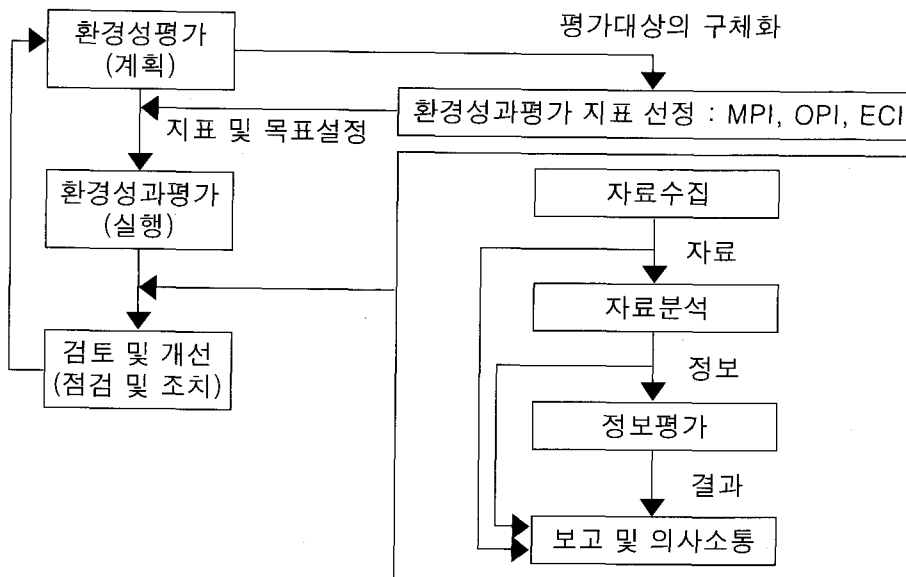 환경성평가
(계획)
평가대상의 구체화
환경성과평가 지표 선정 : MPI, OPI, ECI
지표 및 목표설정
환경성과평가
(실행)
검토 및 개선
(점검 및 조치)
자료수집
자료
자료분석
정보
정보평가
결과
보고 및 의사소통